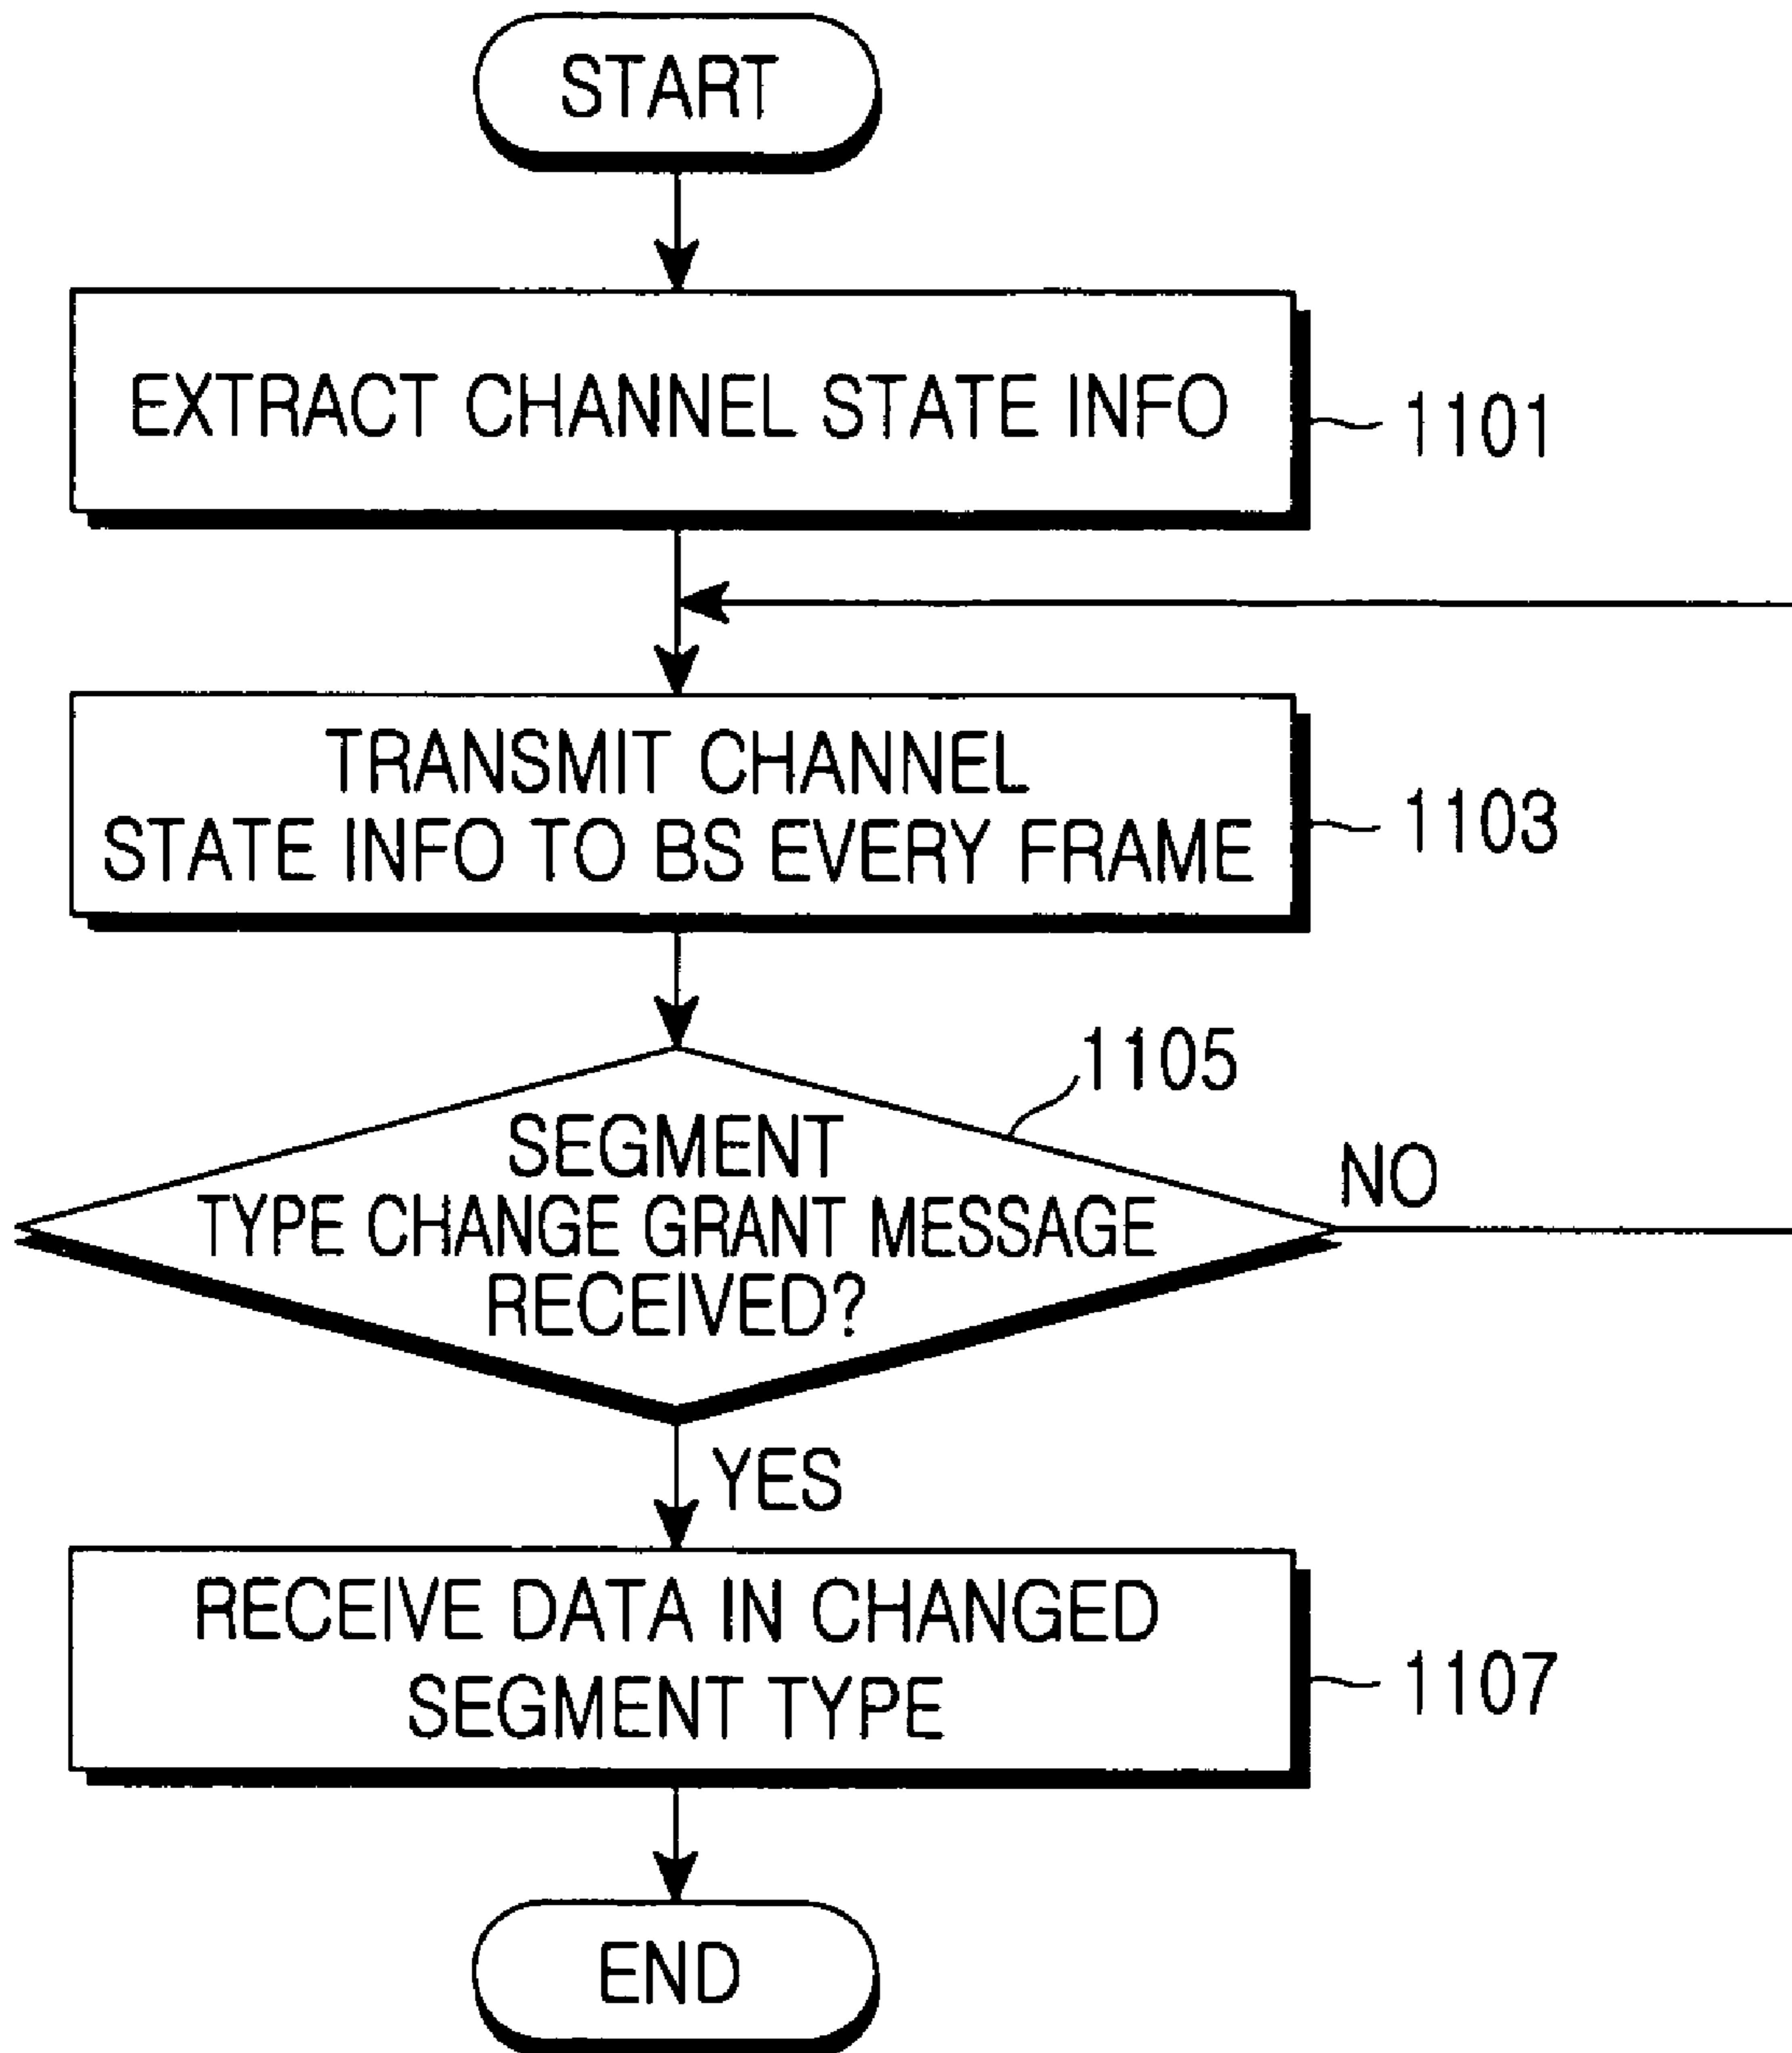 START
EXTRACT CHANNEL STATE INFO
1101
TRANSMIT CHANNEL
STATE INFO TO BS EVERY FRAME
1103
1105
SEGMENT
TYPE CHANGE GRANT MESSAGE
RECEIVED?
NO
YES
RECEIVE DATA IN CHANGED
SEGMENT TYPE
1107
END